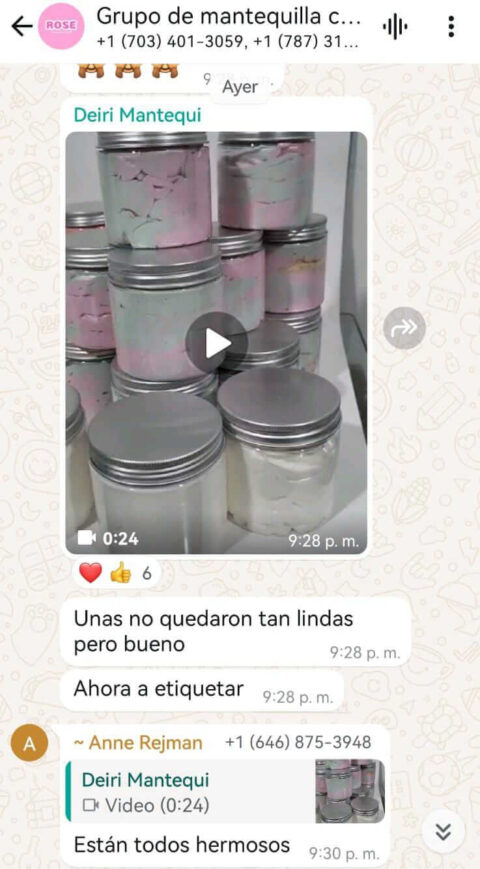 ROSE
Grupo de mantequilla c...
+1 (703) 401-3059, +1 (787) 31...
Ayer
Deiri Mantequi
0:24
9:28 p. m.
6
Unas no quedaron tan lindas
pero bueno
9:28 p. m.
Ahora a etiquetar
9:28 p. m.
A
~ Anne Rejman
+1 (646) 875-3948
Deiri Mantequi
Video (0:24)
Están todos hermosos
9:30 p. m.